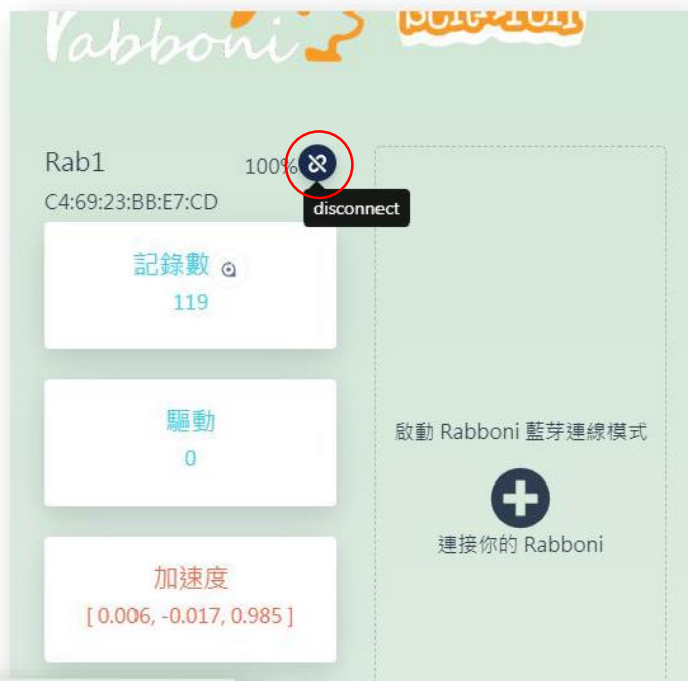 rabboni
Rab1
100%
C4:69:23:BB:E7:CD
disconnect
記錄數
119
驅動
0
加速度
[ 0.006, -0.017, 0.985 ]
啟動 Rabboni 藍芽連線模式
連接你的 Rabboni